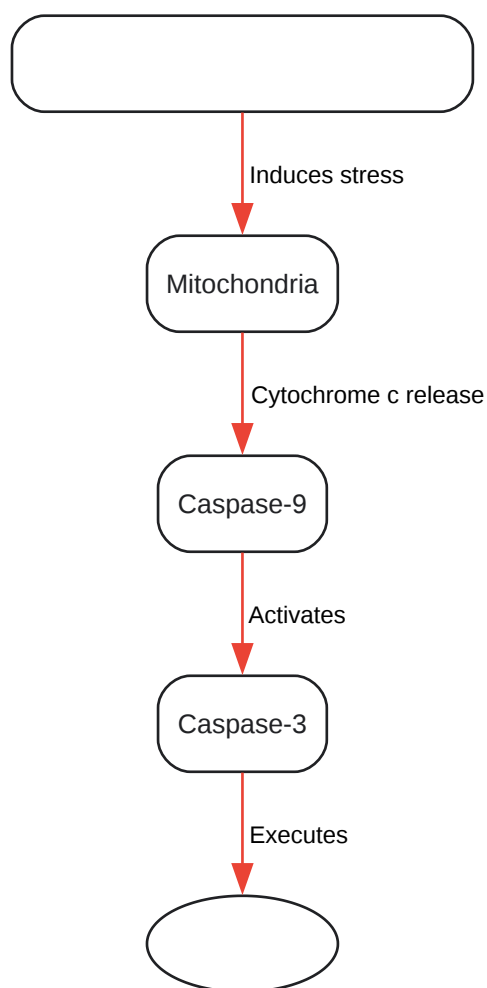 Induces stress
Mitochondria
Cytochrome c release
Caspase-9
Activates
Caspase-3
Executes